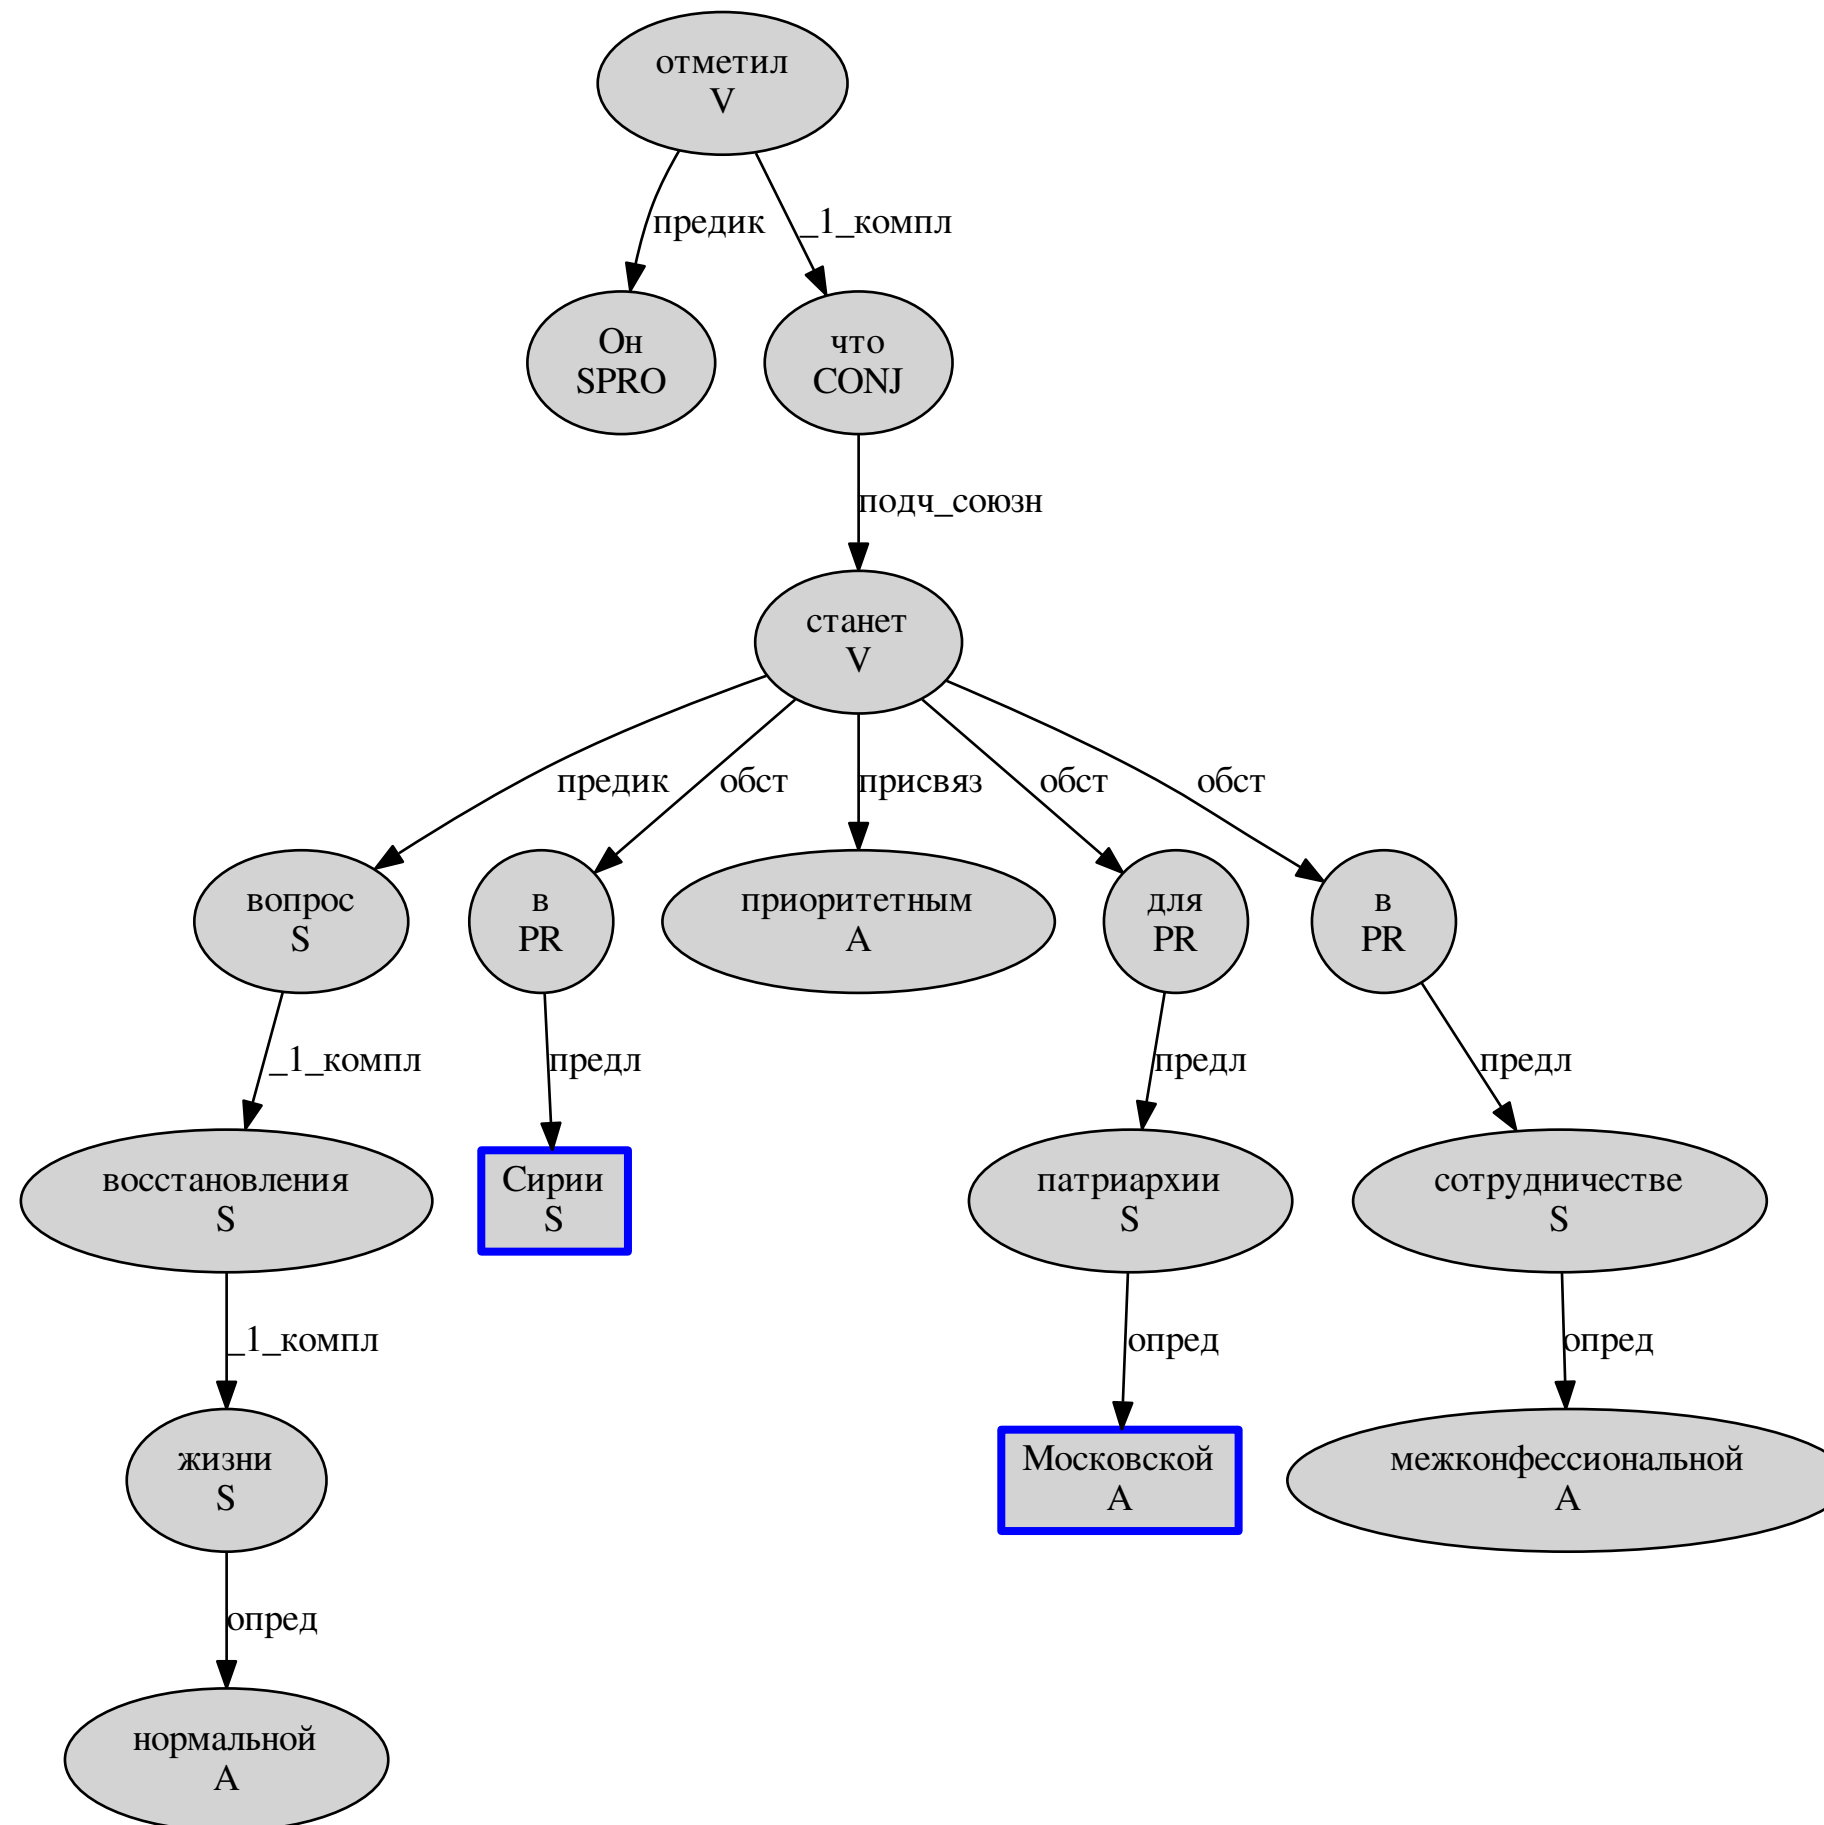 отметил
V
предик
_1_компл
Он
SPRO
что
CONJ
подч_союзн
станет
V
предик
обст
присвяз
обст
обст
вопрос
S
в
PR
приоритетным
A
для
PR
в
PR
_1_компл
предл
предл
предл
восстановления
S
Сирии
S
патриархии
S
сотрудничестве
S
_1_компл
опред
опред
жизни
S
Московской
A
межконфессиональной
A
опред
нормальной
A